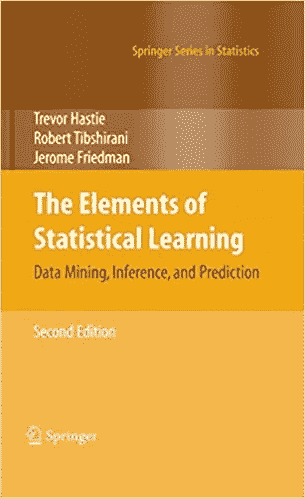 Springer Series in Statistics
Trevor Hastie
Robert Tibshirani
Jerome Friedman
The Elements of
Statistical Learning
Data Mining, Inference, and Prediction
Second Edition
Springer